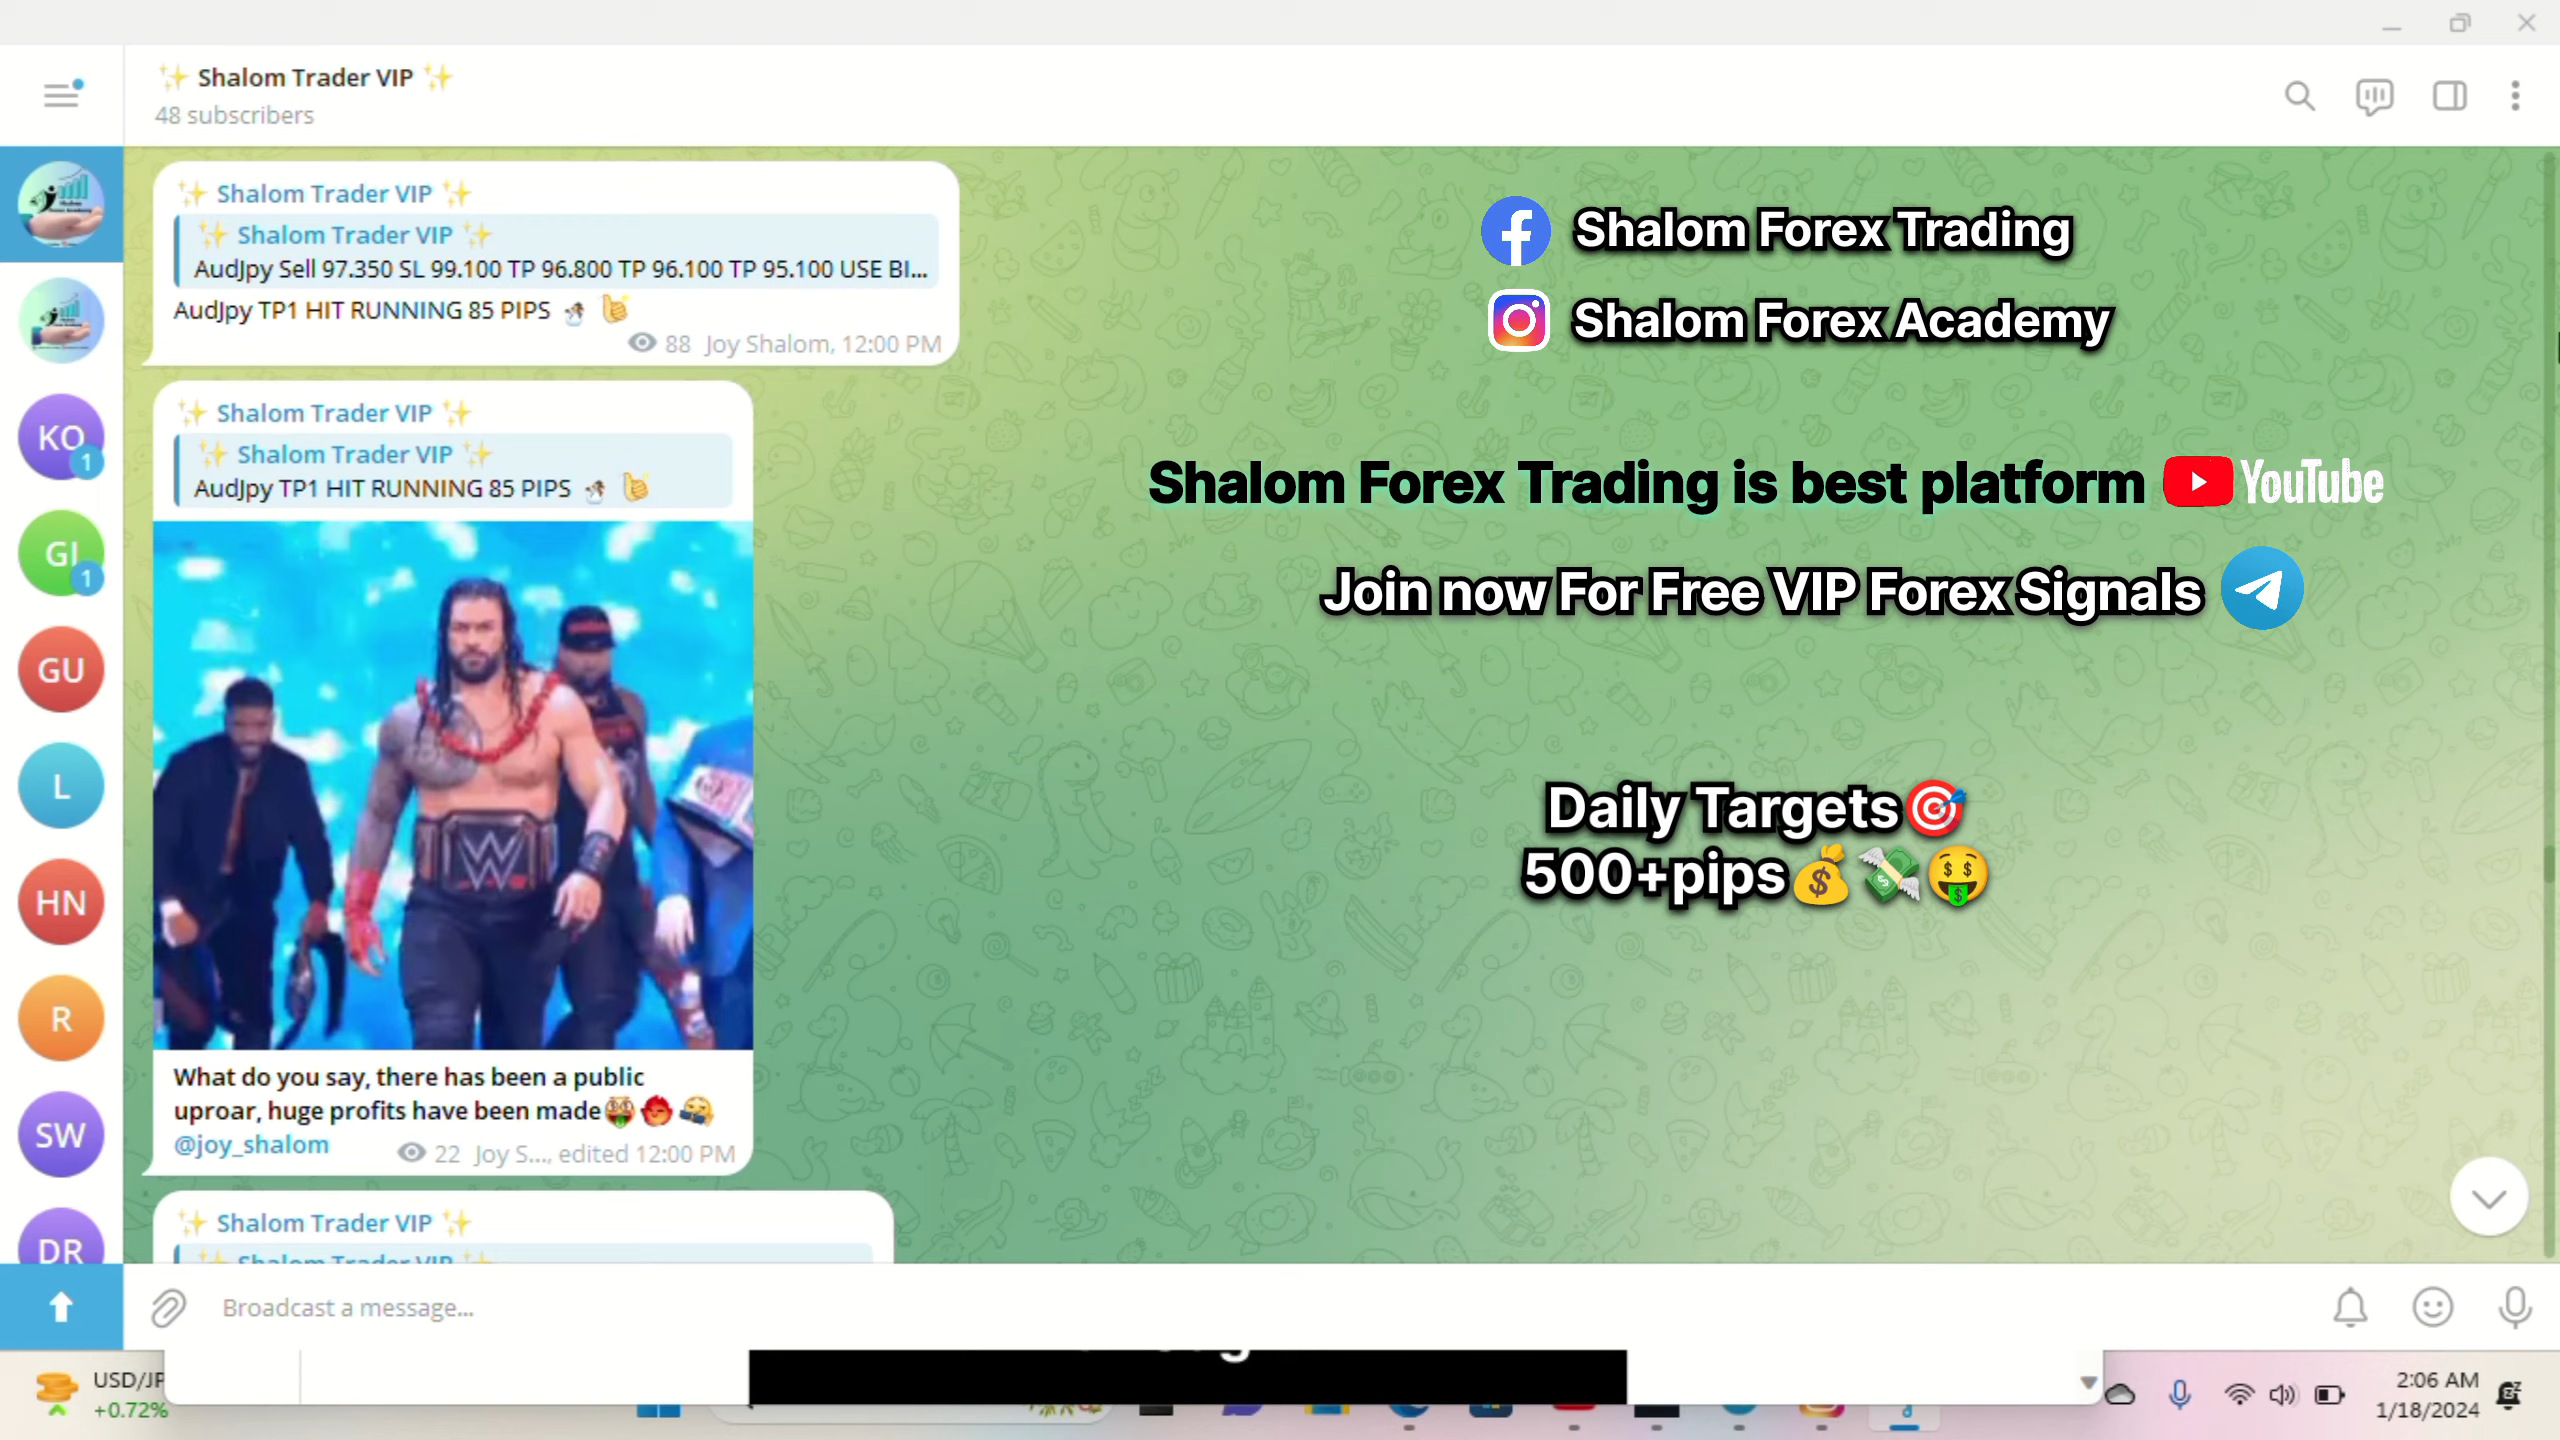 ✨ Shalom Trader VIP ✨
48 subscribers
✨ Shalom Trader VIP ✨
✨ Shalom Trader VIP ✨
AudJpy Sell 97.350 SL 99.100 TP 96.800 TP 96.100 TP 95.100 USE BI...
AudJpy TP1 HIT RUNNING 85 PIPS
88 Joy Shalom, 12:00 PM
✨ Shalom Trader VIP ✨
✨ Shalom Trader VIP ✨
AudJpy TP1 HIT RUNNING 85 PIPS
W
What do you say, there has been a public
uproar, huge profits have been made
@joy_shalom
22 Joy S..., edited 12:00 PM
✨ Shalom Trader VIP ✨
✨ Shalom Trader VIP ✨
Shalom Forex Trading
Shalom Forex Academy
Shalom Forex Trading is best platform YouTube
Join now For Free VIP Forex Signals
Daily Targets🎯
500+pips💰💸🤑
KO
1
GI
1
GU
L
HN
R
SW
DR
Broadcast a message...
USD/JP
+0.72%
2:06 AM
1/18/2024